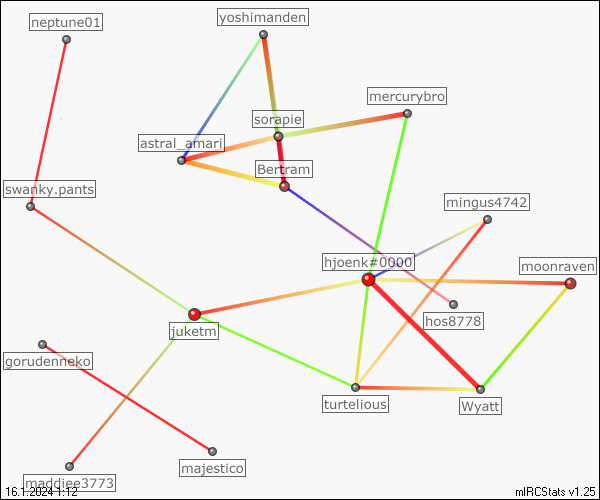 yoshimanden
neptune01
mercurybro
sorapie
astral_amari
Bertram
swanky.pants
mingus4742
hjoenk#0000
moonraven
hos8778
juketm
gorudenneko
turtelious
Wyatt
majestico
maddiee3773
16.1.2024 1:12
mIRCStats v1.25